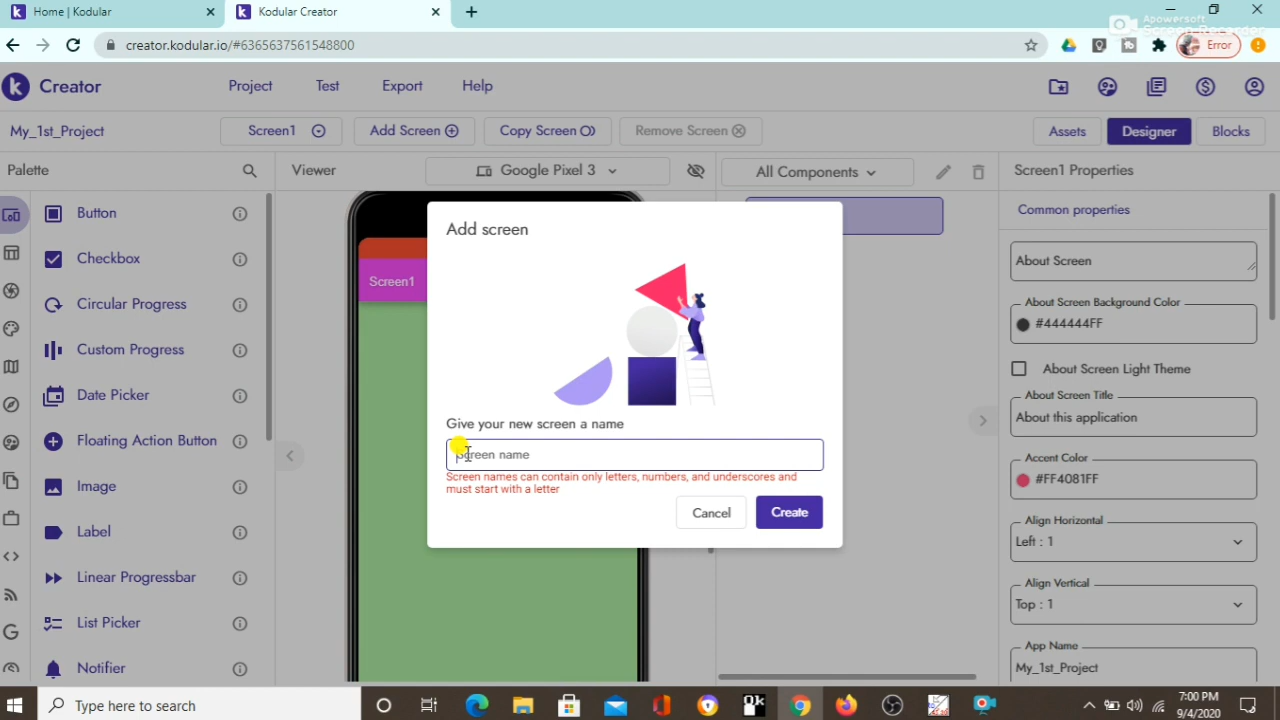 Home | Kodular
Kodular Creator
Apowersoft
Screen Recorder
creator.kodular.io/#6365637561548800
Error
Creator
Project
Test
Export
Help
My_1st_Project
Screen1
Add Screen
Copy Screen
Remove Screen
Assets
Designer
Blocks
Palette
Viewer
Google Pixel 3
All Components
Screen1 Properties
Button
Checkbox
Circular Progress
Custom Progress
Date Picker
Floating Action Button
Image
Label
Linear Progressbar
List Picker
Notifier
Screen1
Add screen
Give your new screen a name
Screen name
Screen names can contain only letters, numbers, and underscores and
must start with a letter
Cancel
Create
Common properties
About Screen
About Screen Background Color
#444444FF
About Screen Light Theme
About Screen Title
About this application
Accent Color
#FF4081FF
Align Horizontal
Left : 1
Align Vertical
Top : 1
App Name
My_1st_Project
Type here to search
7:00 PM
9/4/2020